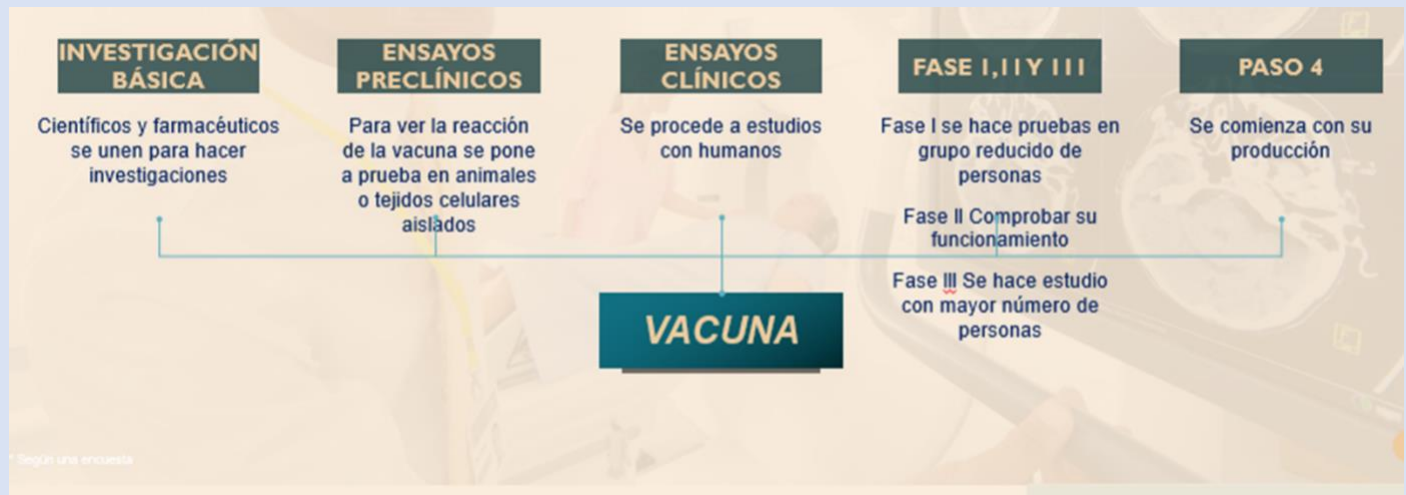 INVESTIGACIÓN
BÁSICA
Científicos y farmacéuticos
se unen para hacer
investigaciones
ENSAYOS
PRECLÍNICOS
Para ver la reacción
de la vacuna se pone
a prueba en animales
o tejidos celulares
aislados
ENSAYOS
CLÍNICOS
Se procede a estudios
con humanos
FASE I,II Y III
Fase I se hace pruebas en
grupo reducido de
personas
Fase II Comprobar su
funcionamiento
Fase III Se hace estudio
con mayor número de
personas
PASO 4
Se comienza con su
producción
VACUNA
* Según una encuesta